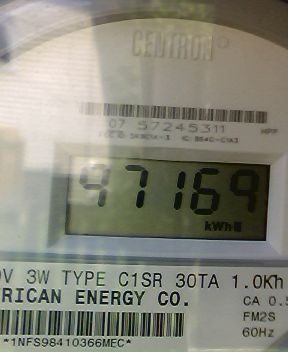 CENTRON
07 57245311
97169
kWh
0V 3W TYPE C1SR 30TA 1.0Kh
RICAN ENERGY CO.
CA 0.5
FM2S
60Hz
*1NFS98410366MEC*